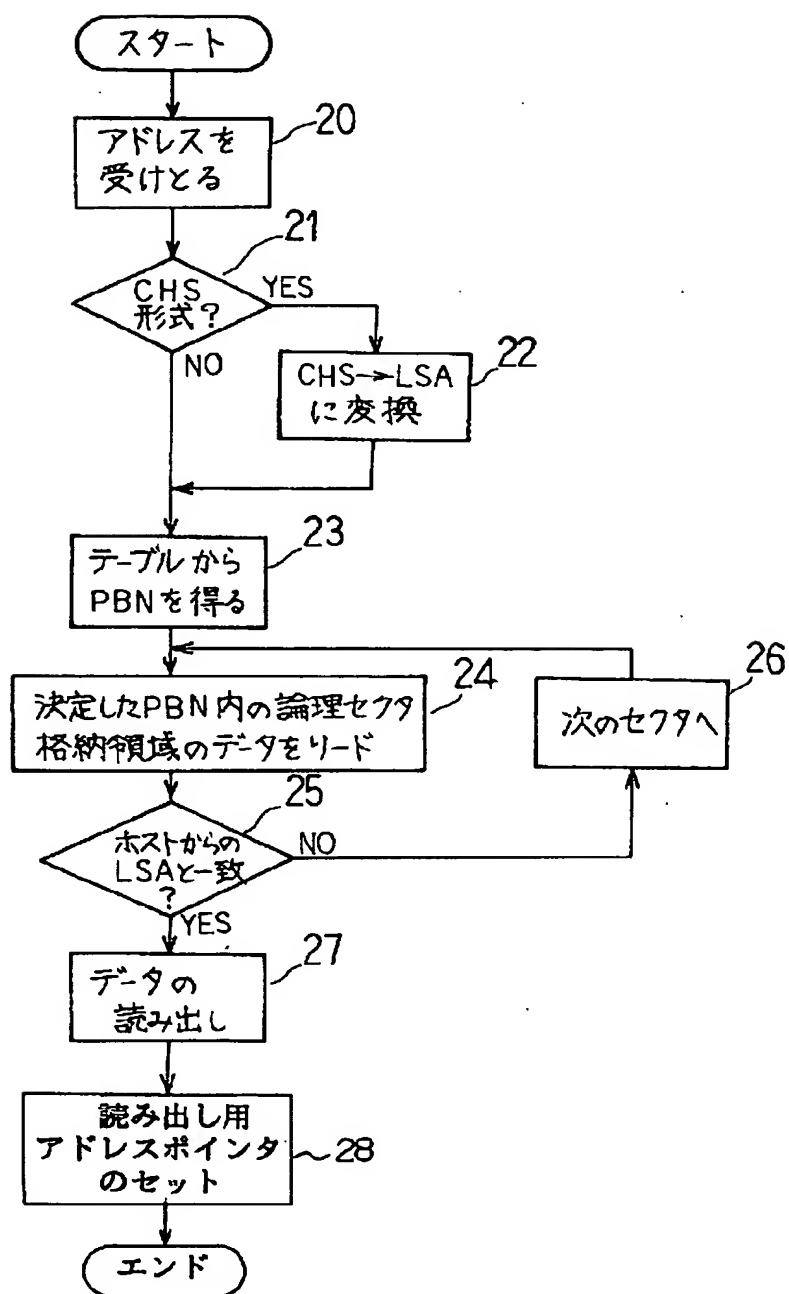 スタート
20
アドレスを
受けとる
21
CHS
形式?
YES
NO
22
CHS→LSA
に変換
23
テーブルから
PBNを得る
24
決定したPBN内の論理セクタ
格納領域のデータをリード
26
次のセクタへ
25
ホストからの
LSAと一致
?
NO
YES
27
データの
読み出し
読み出し用
アドレスポインタ
のセット
28
エンド